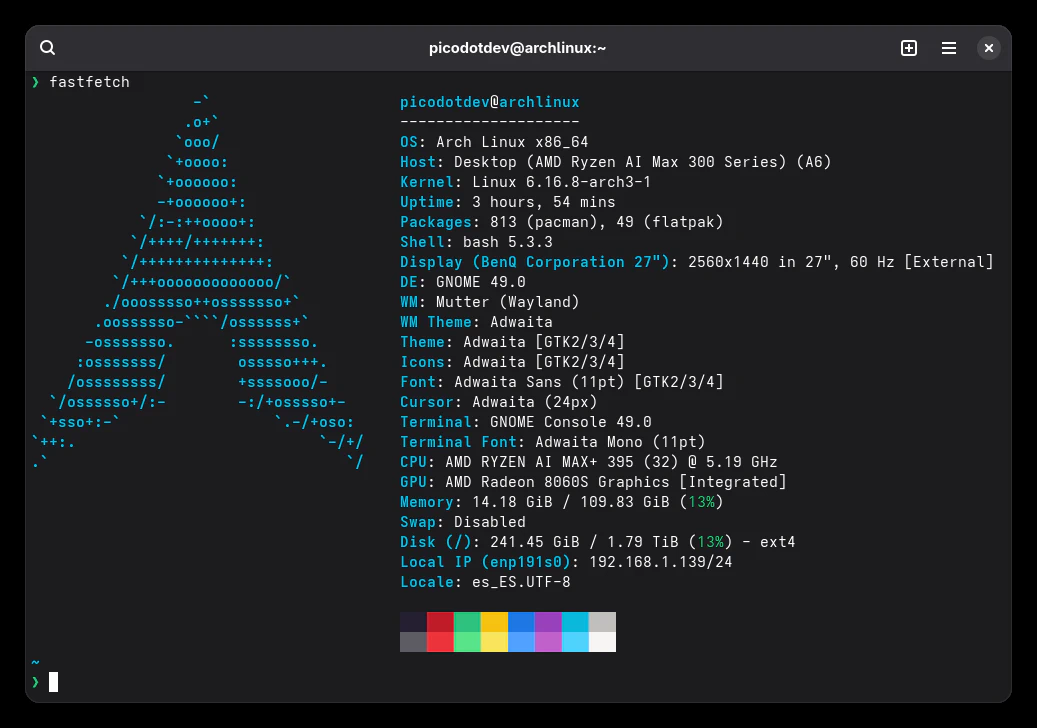 picodotdev@archlinux:~
❯ fastfetch
                  -`
                 .o+`
                `ooo/
               `+oooo:
              `+oooooo:
              -+oooooo+:
            `/:-:++oooo+:
           `/++++/+++++++:
          `/++++++++++++++:
         `/+++ooooooooooooo/`
        ./ooosssso++osssssso+`
       .oossssso-````/ossssss+`
      -osssssso.      :ssssssso.
     :osssssss/        osssso+++.
    /ossssssss/        +ssssooo/-
  `/ossssso+/:-        -:/+osssso+-
 `+sso+:-`                 `.-/+oso:
`++:.                           `-/+/
.`                                 `/
picodotdev@archlinux
--------------------
OS: Arch Linux x86_64
Host: Desktop (AMD Ryzen AI Max 300 Series) (A6)
Kernel: Linux 6.16.8-arch3-1
Uptime: 3 hours, 54 mins
Packages: 813 (pacman), 49 (flatpak)
Shell: bash 5.3.3
Display (BenQ Corporation 27"): 2560x1440 in 27", 60 Hz [External]
DE: GNOME 49.0
WM: Mutter (Wayland)
WM Theme: Adwaita
Theme: Adwaita [GTK2/3/4]
Icons: Adwaita [GTK2/3/4]
Font: Adwaita Sans (11pt) [GTK2/3/4]
Cursor: Adwaita (24px)
Terminal: GNOME Console 49.0
Terminal Font: Adwaita Mono (11pt)
CPU: AMD RYZEN AI MAX+ 395 (32) @ 5.19 GHz
GPU: AMD Radeon 8060S Graphics [Integrated]
Memory: 14.18 GiB / 109.83 GiB (13%)
Swap: Disabled
Disk (/): 241.45 GiB / 1.79 TiB (13%) - ext4
Local IP (enp191s0): 192.168.1.139/24
Locale: es_ES.UTF-8
~
❯